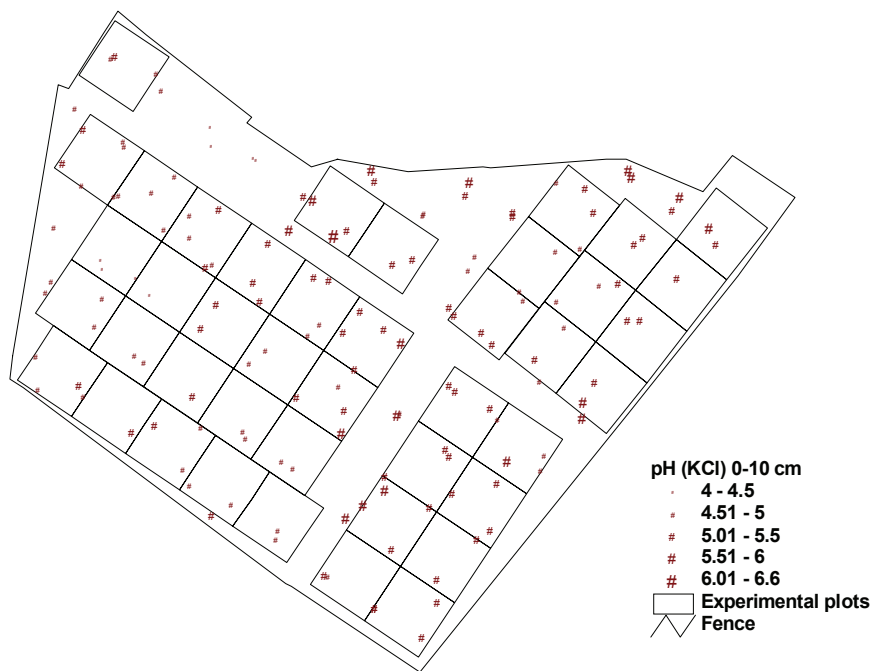 pH (KCl) 0-10 cm
4 - 4.5
4.51 - 5
5.01 - 5.5
5.51 - 6
6.01 - 6.6
Experimental plots
Fence